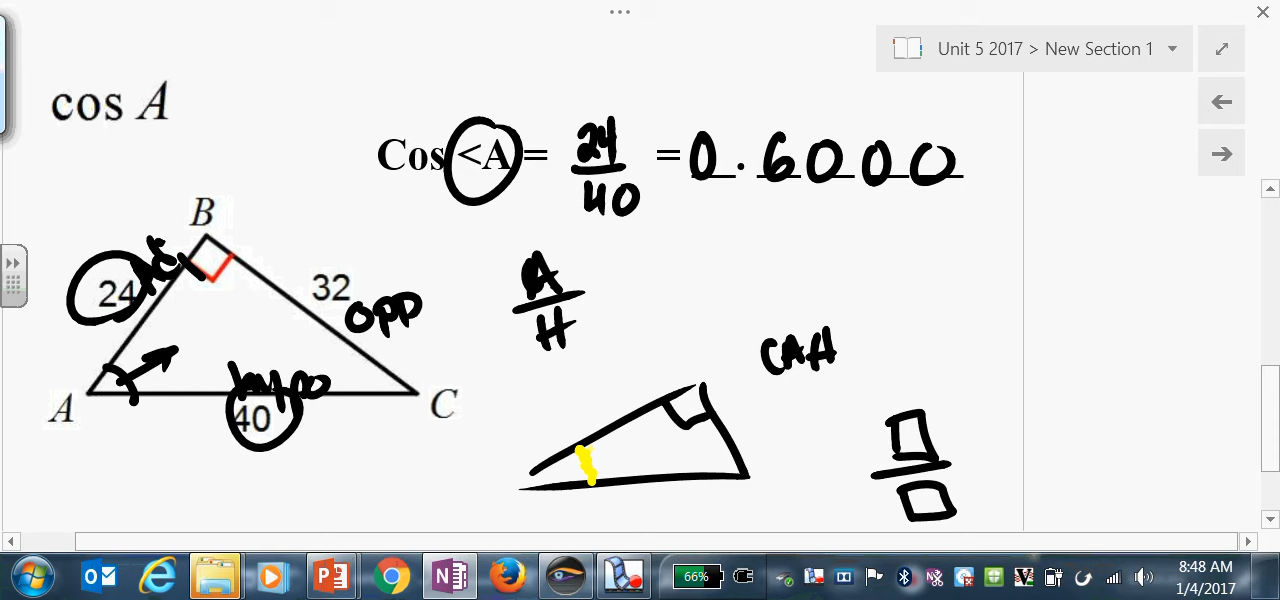 Unit 5 2017 > New Section 1
cos A
Cos <A = 24/40 = 0.6000
B
24
32
opp
A/H
CAH
hypo
A
40
C
66%
8:48 AM
1/4/2017